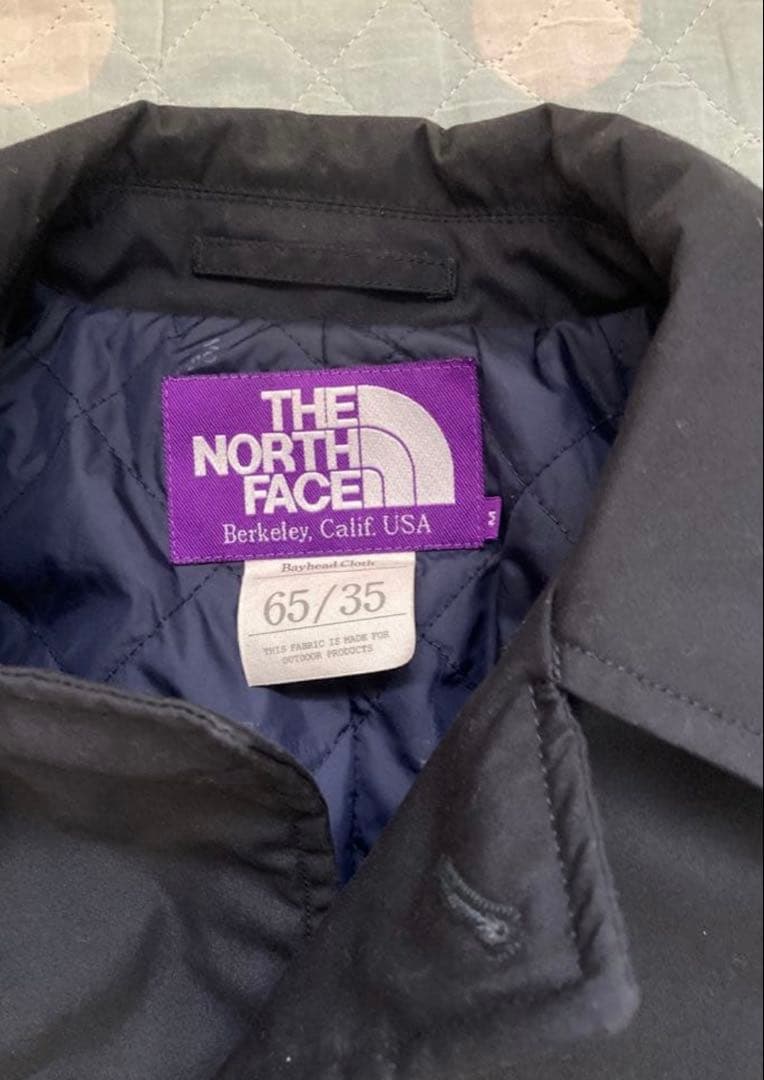 THE
NORTH
FACE
Berkeley, Calif. USA
M
Bayhead Cloth
65/35
THIS FABRIC IS MADE FOR
OUTDOOR PRODUCTS